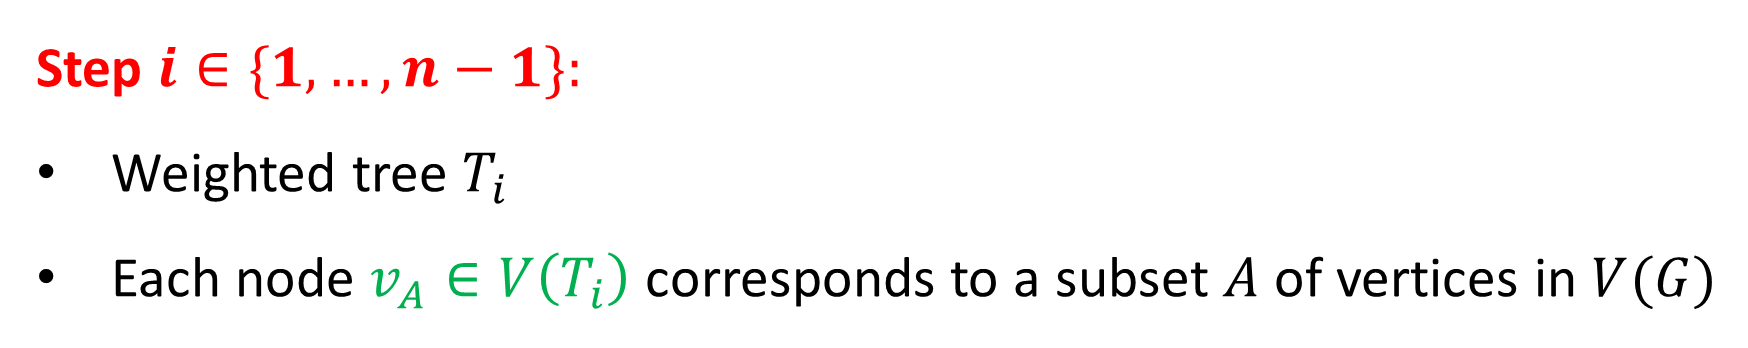 Step i ∈ {1, … , n − 1}:
• Weighted tree Tᵢ
• Each node v_A ∈ V(Tᵢ) corresponds to a subset A of vertices in V(G)